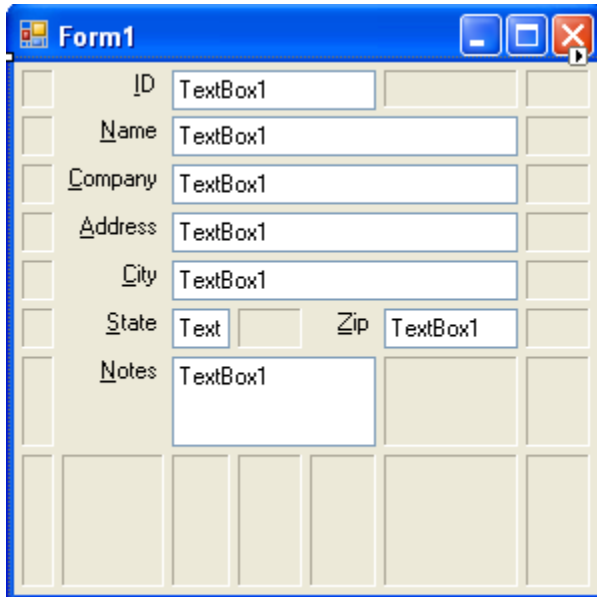 Form1
ID TextBox1
Name TextBox1
Company TextBox1
Address TextBox1
City TextBox1
State Text Zip TextBox1
Notes TextBox1